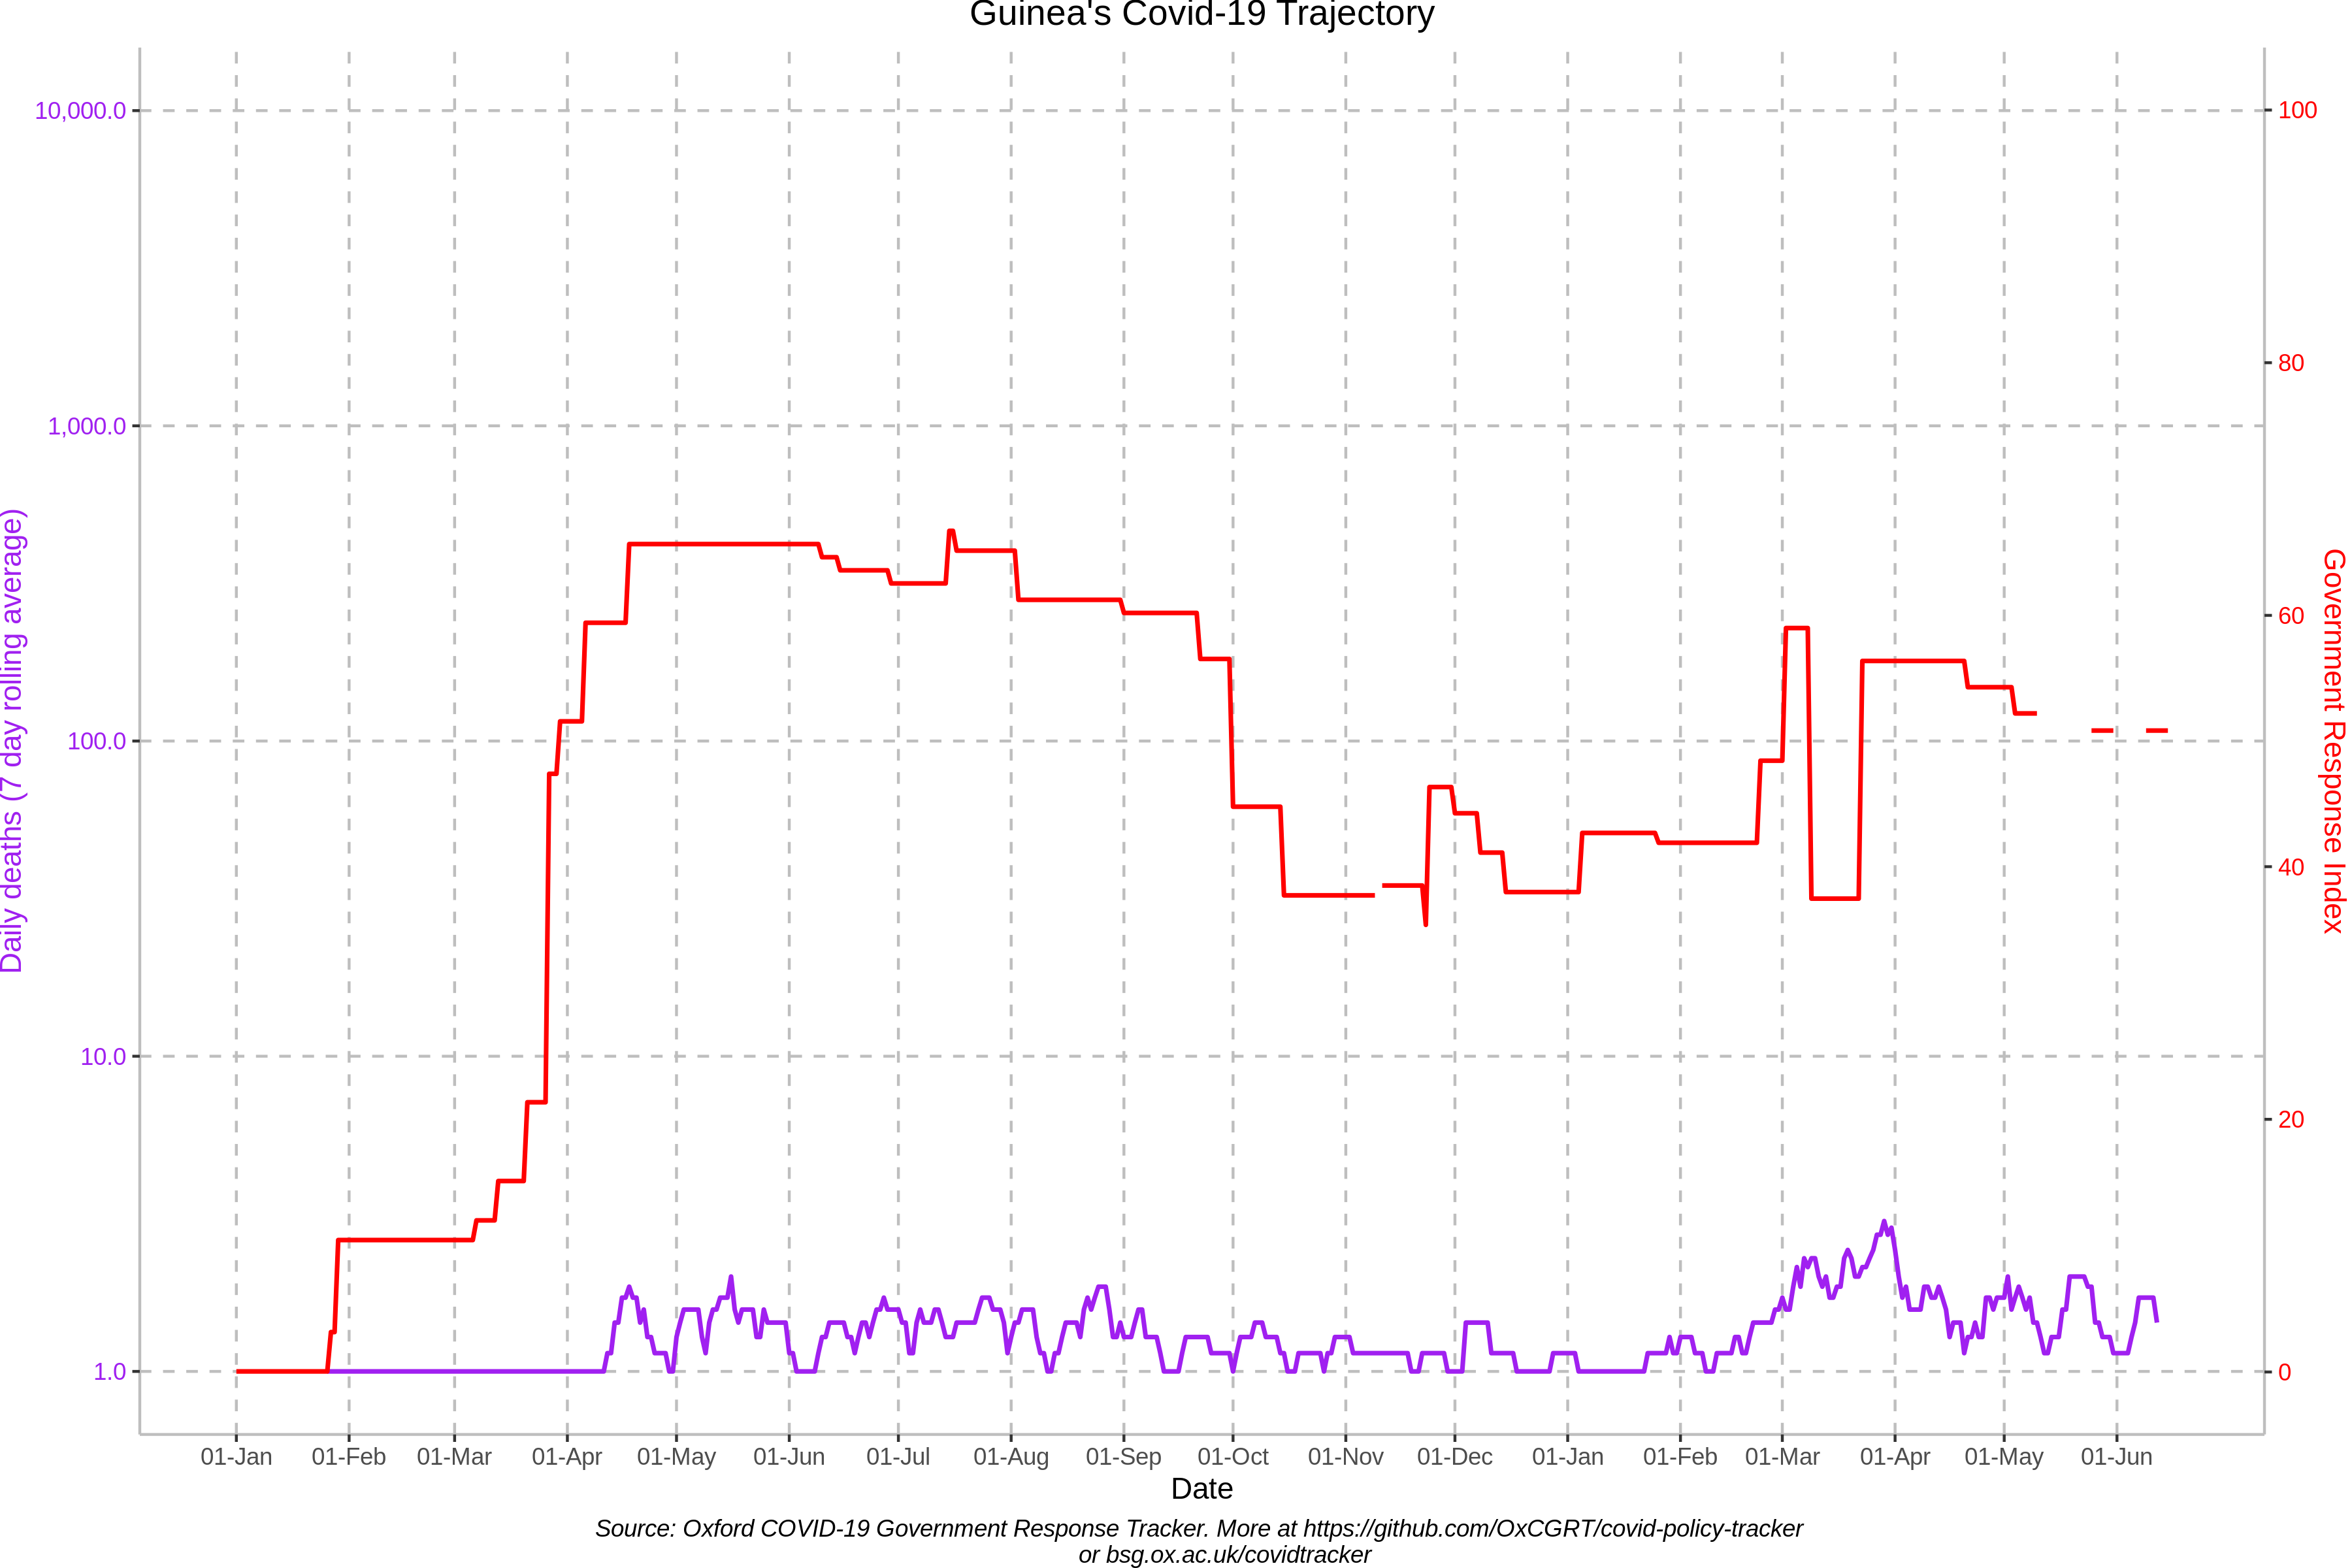 Guinea's Covid-19 Trajectory
10,000.0
1,000.0
100.0
10.0
1.0
Daily deaths (7 day rolling average)
100
80
60
40
20
0
Government Response Index
01-Jan 01-Feb 01-Mar 01-Apr 01-May 01-Jun 01-Jul 01-Aug 01-Sep 01-Oct 01-Nov 01-Dec 01-Jan 01-Feb 01-Mar 01-Apr 01-May 01-Jun
Date
Source: Oxford COVID-19 Government Response Tracker. More at https://github.com/OxCGRT/covid-policy-tracker
or bsg.ox.ac.uk/covidtracker